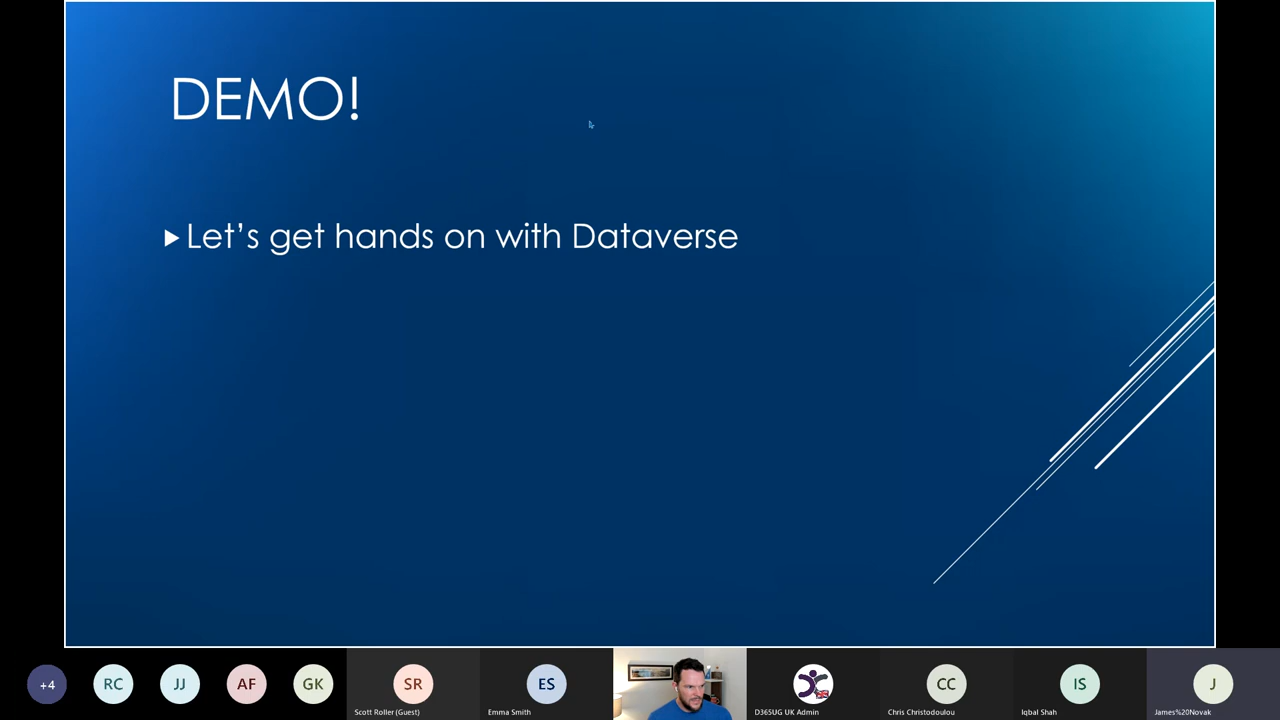 DEMO!
Let's get hands on with Dataverse
+4
RC
JJ
AF
GK
SR
Scott Roller (Guest)
ES
Emma Smith
D365UG UK Admin
CC
Chris Christodoulou
IS
Iqbal Shah
J
James%20Novak